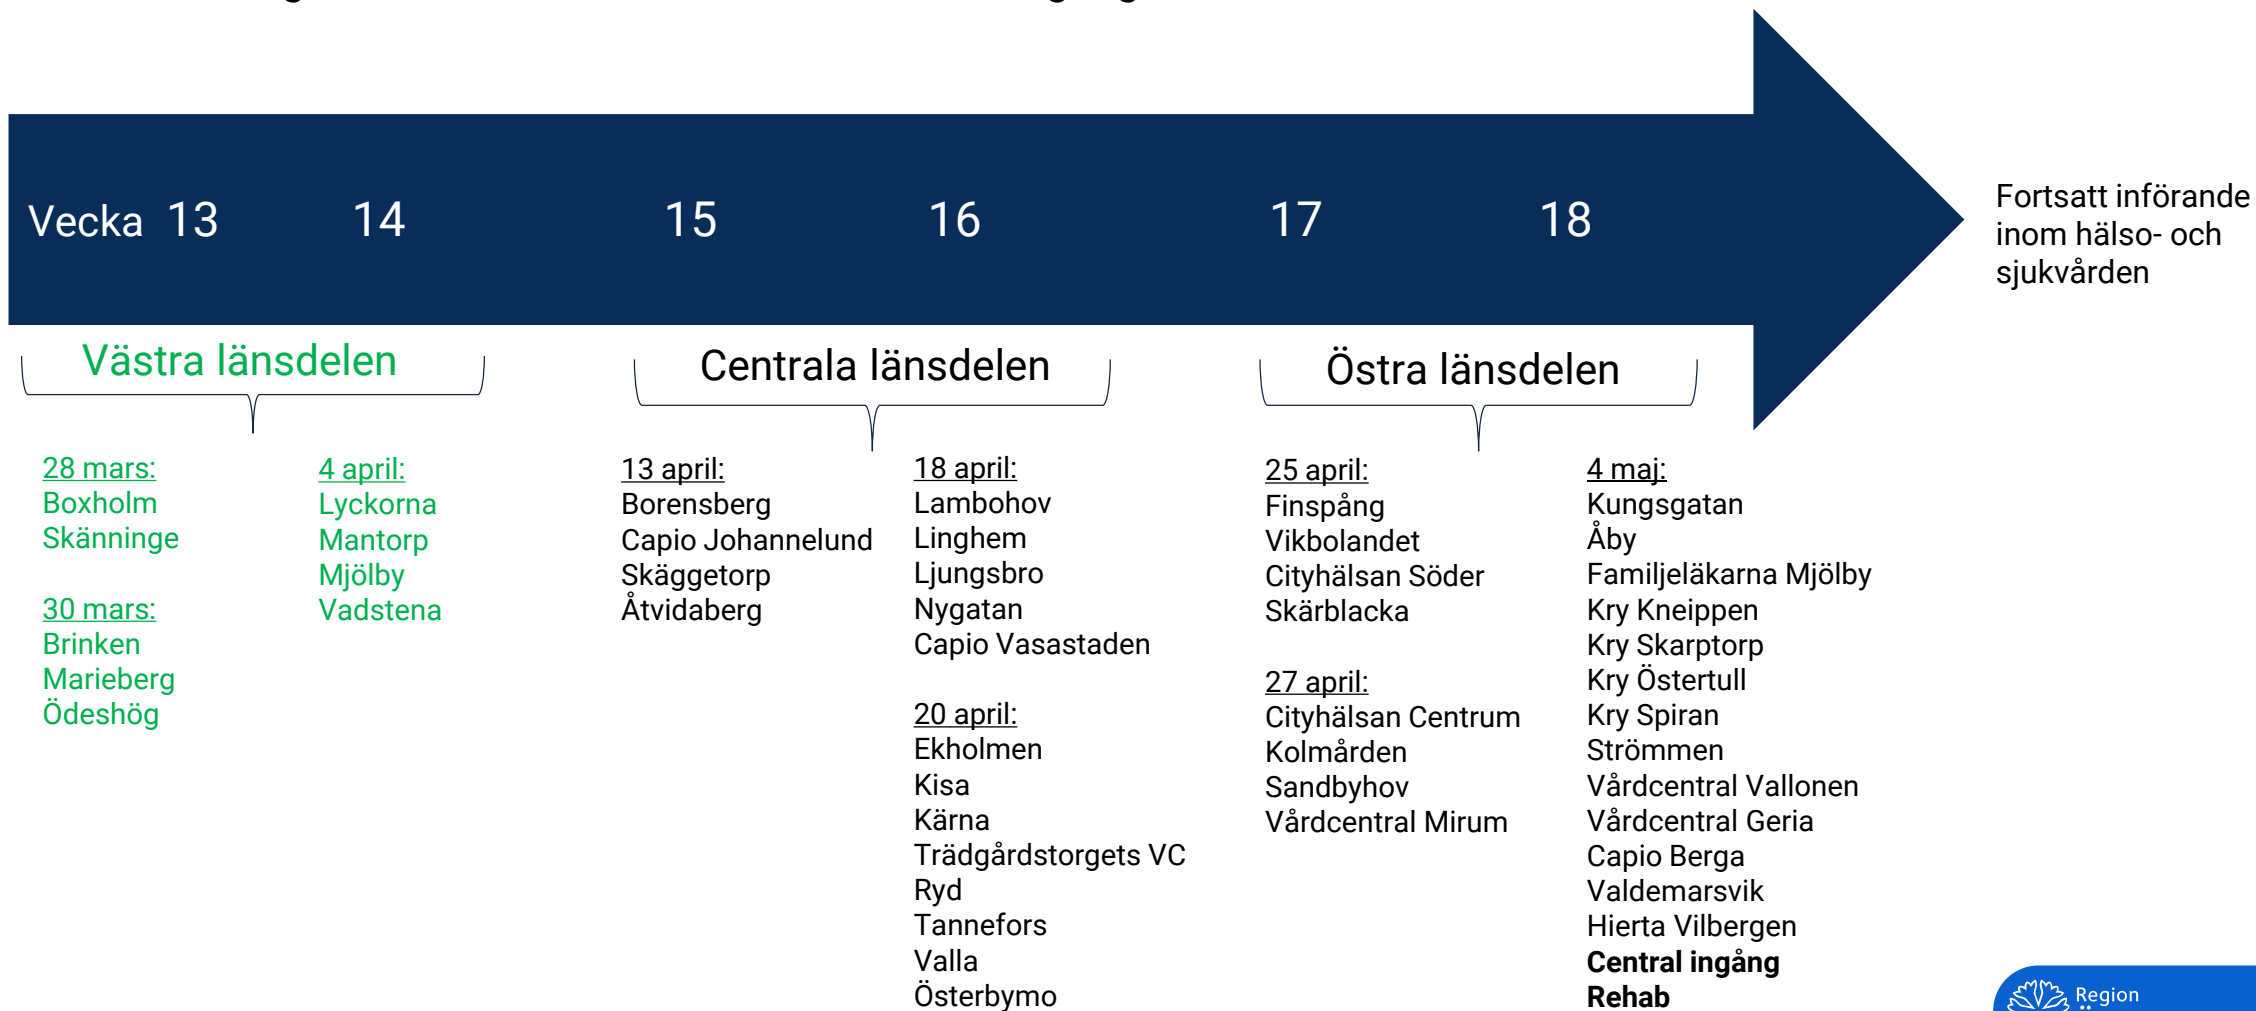 Vecka 13 14 15 16 17 18
Fortsatt införande
inom hälso- och
sjukvården
Västra länsdelen
28 mars:
Boxholm
Skänninge
30 mars:
Brinken
Marieberg
Ödeshög
4 april:
Lyckorna
Mantorp
Mjölby
Vadstena
Centrala länsdelen
13 april:
Borensberg
Capio Johannelund
Skäggetorp
Åtvidaberg
18 april:
Lambohov
Linghem
Ljungsbro
Nygatan
Capio Vasastaden
20 april:
Ekholmen
Kisa
Kärna
Trädgårdstorgets VC
Ryd
Tannefors
Valla
Österbymo
Östra länsdelen
25 april:
Finspång
Vikbolandet
Cityhälsan Söder
Skärblacka
27 april:
Cityhälsan Centrum
Kolmården
Sandbyhov
Vårdcentral Mirum
4 maj:
Kungsgatan
Åby
Familjeläkarna Mjölby
Kry Kneippen
Kry Skarptorp
Kry Östertull
Kry Spiran
Strömmen
Vårdcentral Vallonen
Vårdcentral Geria
Capio Berga
Valdemarsvik
Hierta Vilbergen
Central ingång
Rehab
Region